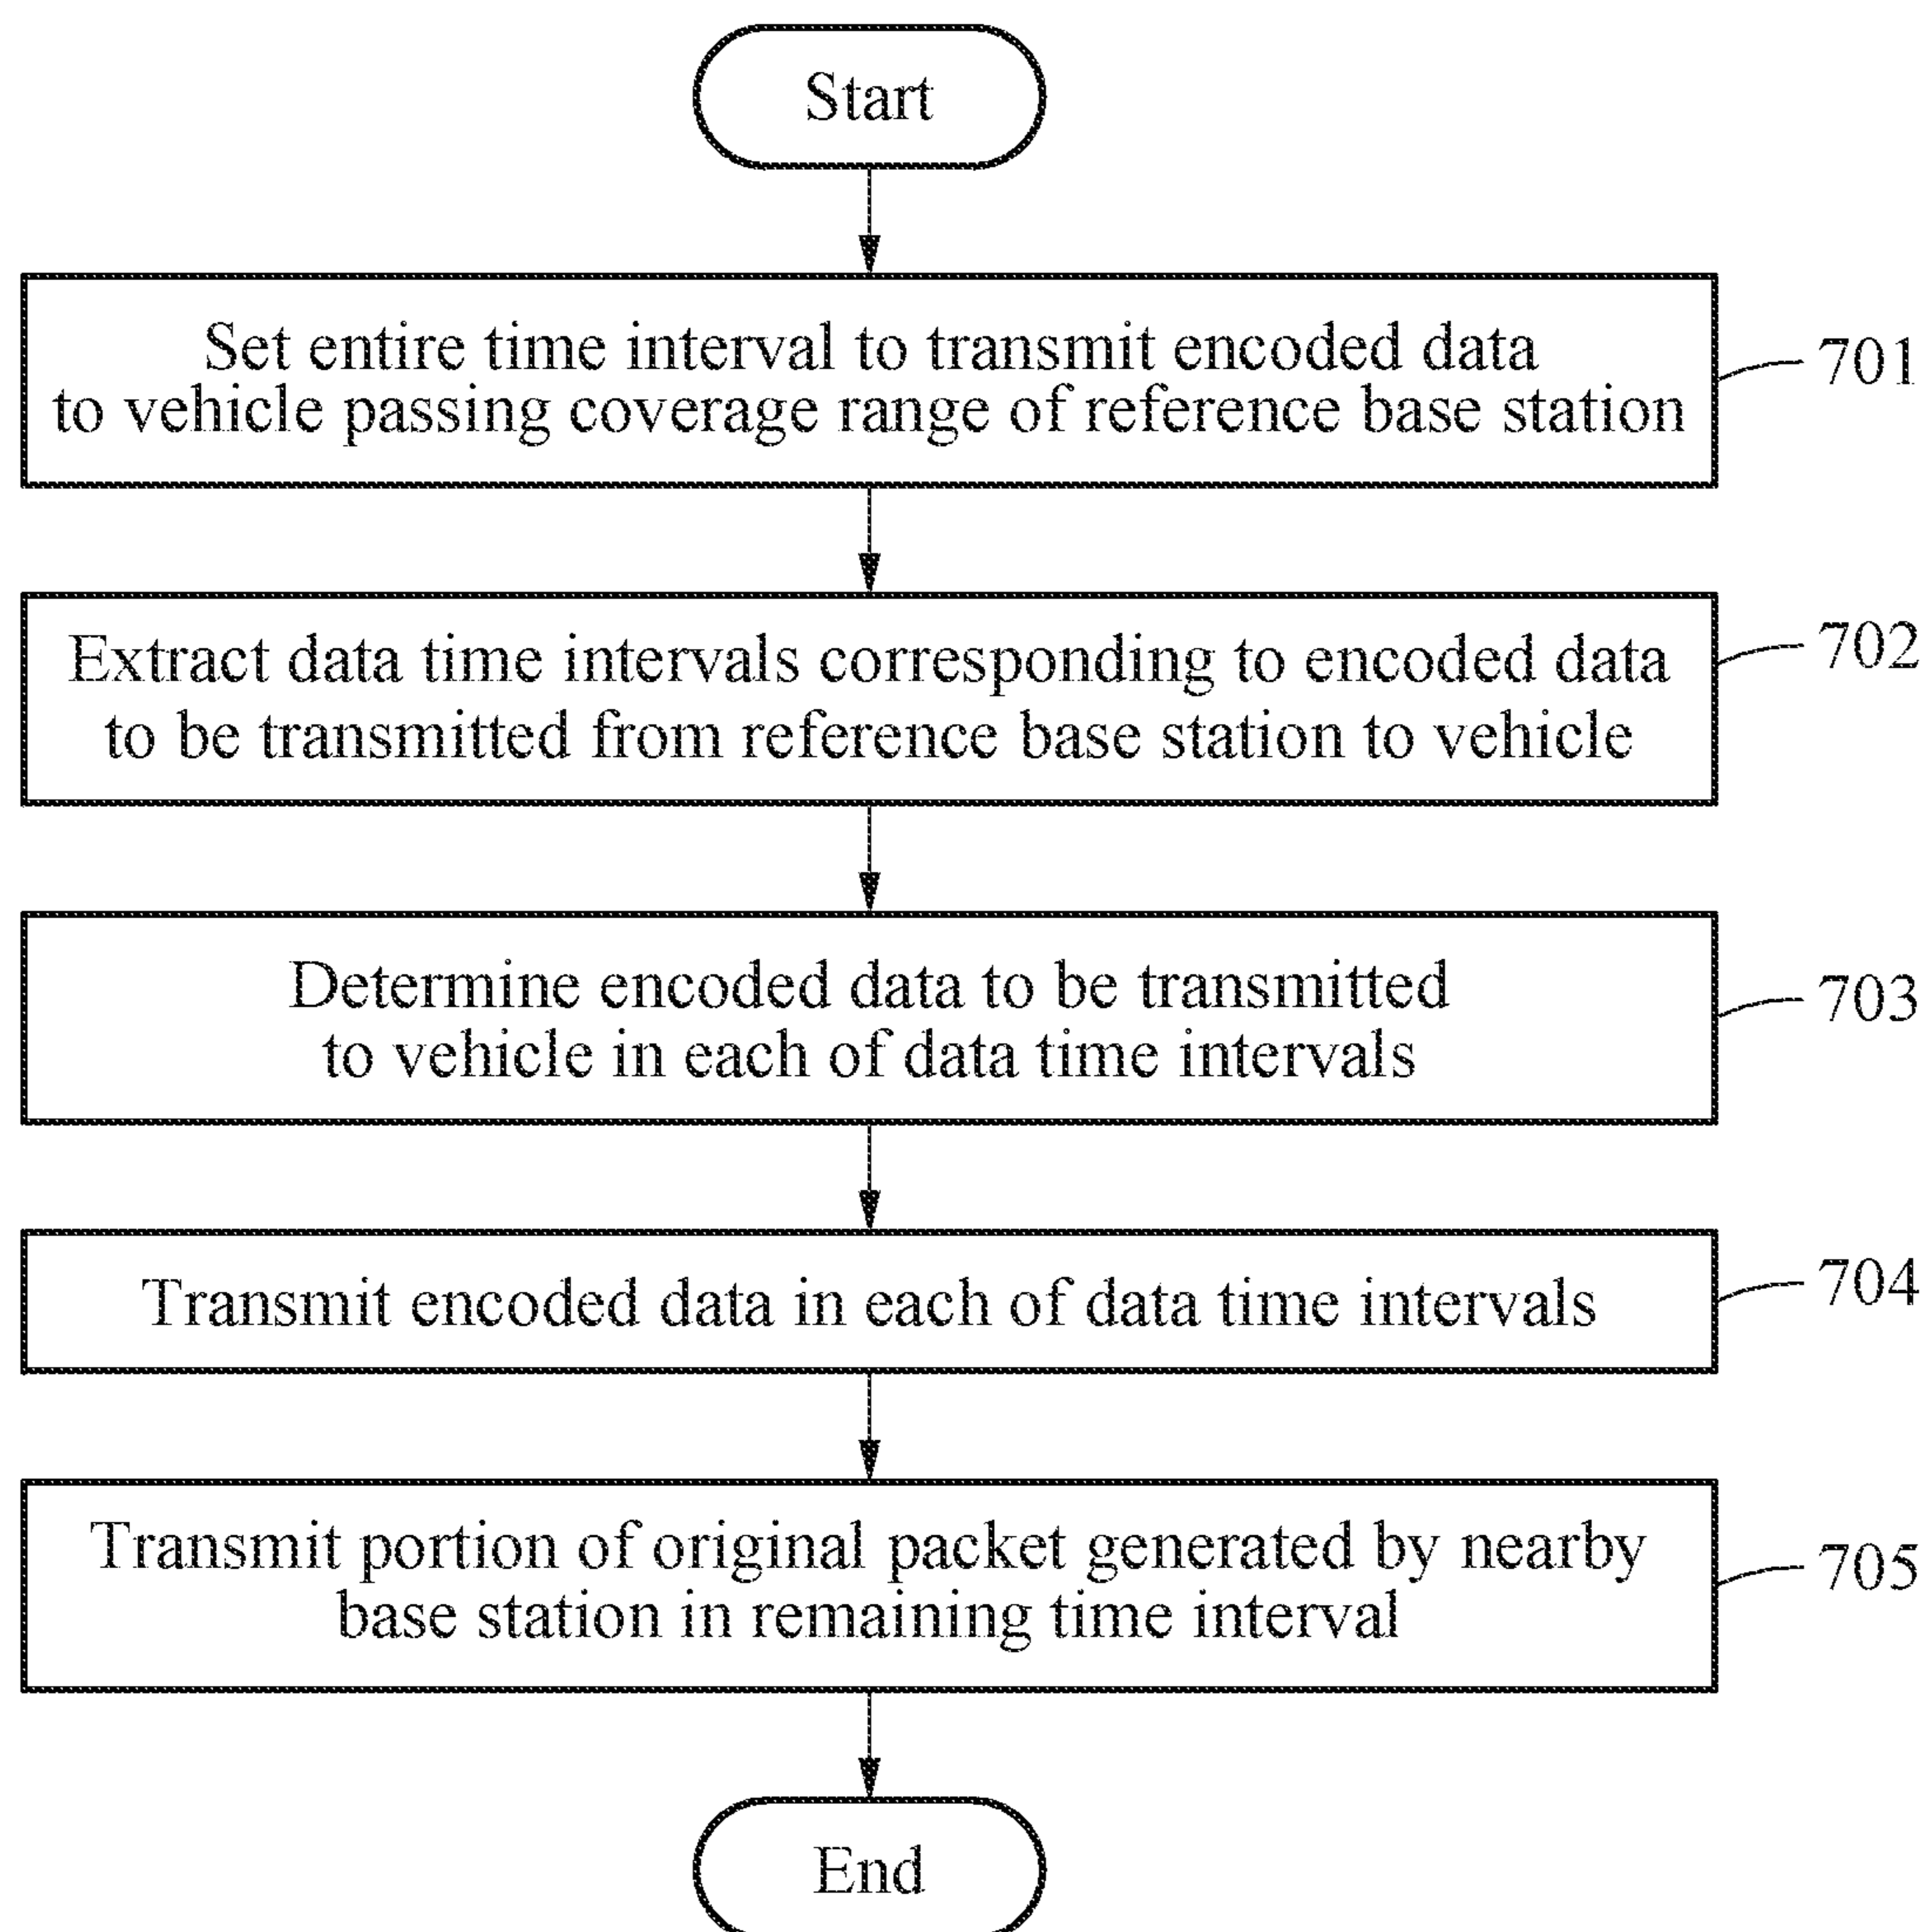 Start
Set entire time interval to transmit encoded data
to vehicle passing coverage range of reference base station
701
Extract data time intervals corresponding to encoded data
to be transmitted from reference base station to vehicle
702
Determine encoded data to be transmitted
to vehicle in each of data time intervals
703
Transmit encoded data in each of data time intervals
704
Transmit portion of original packet generated by nearby
base station in remaining time interval
705
End